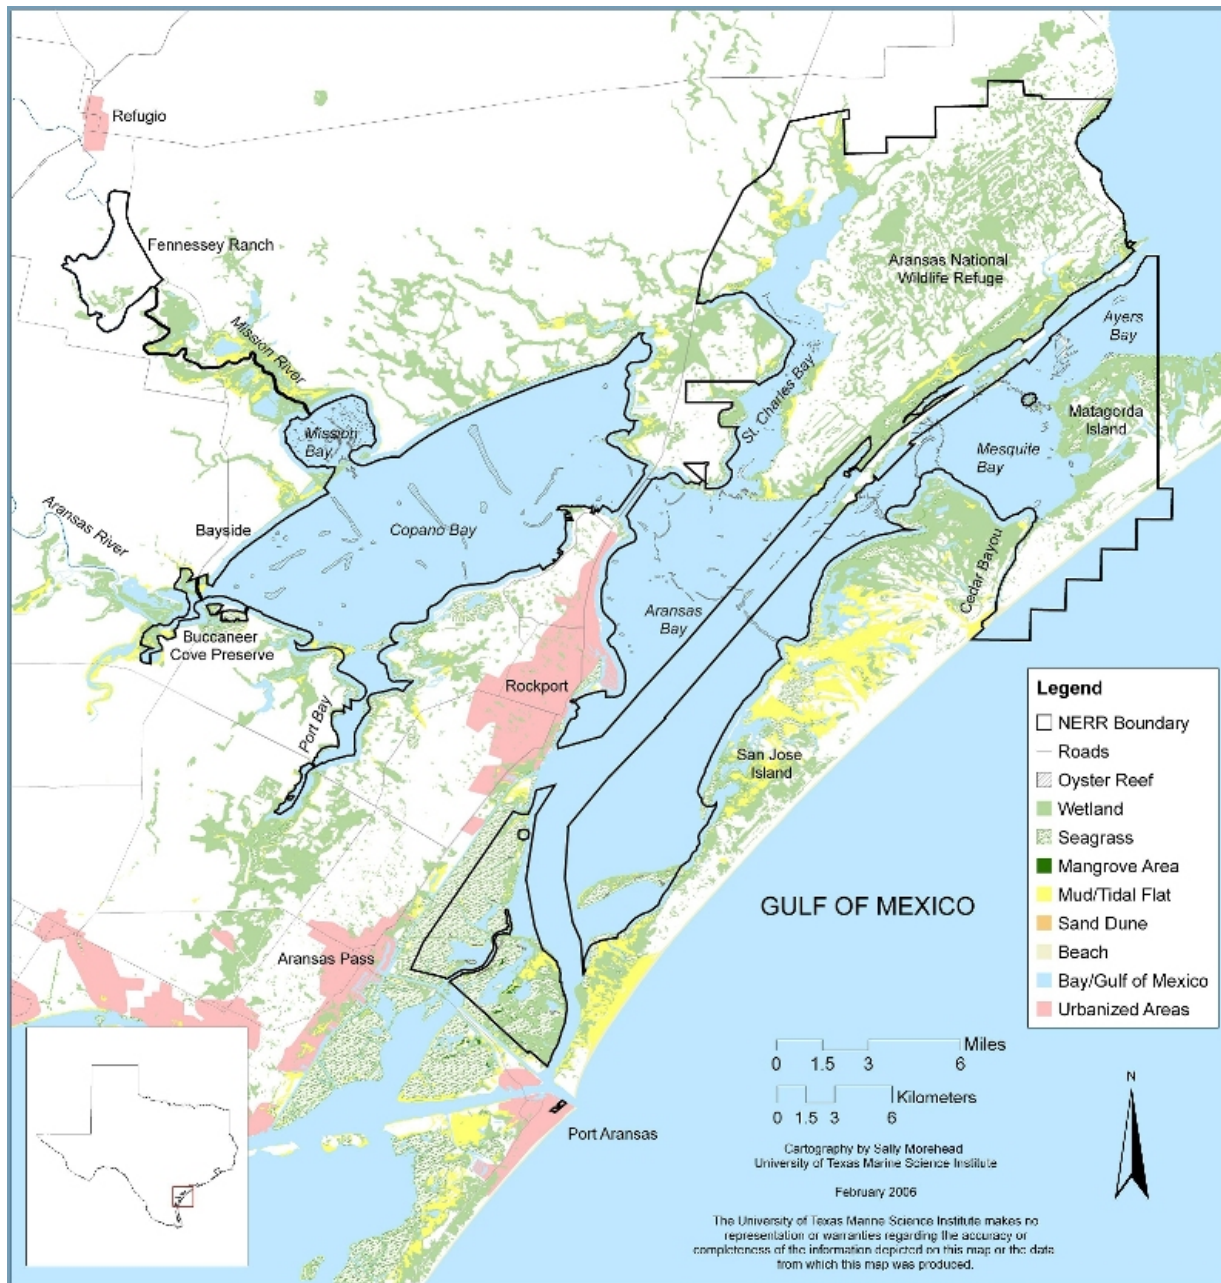 Refugio
Fennessey Ranch
Mission River
Aransas National
Wildlife Refuge
Ayers
Bay
St. Charles Bay
Matagorda
Island
Mission
Bay
Mesquite
Bay
Aransas River
Bayside
Copano Bay
Cedar Bayou
Aransas
Bay
Buccaneer
Cove Preserve
Rockport
Port Bay
San Jose
Island
Legend
NERR Boundary
Roads
Oyster Reef
Wetland
Seagrass
Mangrove Area
Mud/Tidal Flat
Sand Dune
Beach
Bay/Gulf of Mexico
Urbanized Areas
GULF OF MEXICO
Aransas Pass
Miles
0 1.5 3 6
Kilometers
0 1.5 3 6
N
Port Aransas
Cartography by Sally Morehead
University of Texas Marine Science Institute
February 2006
The University of Texas Marine Science Institute makes no
representation or warranties regarding the accuracy or
completeness of the information depicted on this map or the data
from which this map was produced.